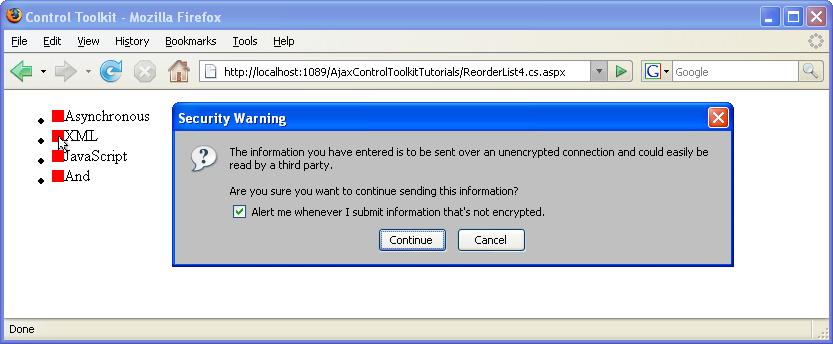 Control Toolkit - Mozilla Firefox
File Edit View History Bookmarks Tools Help
http://localhost:1089/AjaxControlToolkitTutorials/ReorderList4.cs.aspx G Google
Asynchronous
XML
JavaScript
And
Security Warning
The information you have entered is to be sent over an unencrypted connection and could easily be
read by a third party.
Are you sure you want to continue sending this information?
Alert me whenever I submit information that's not encrypted.
Continue Cancel
Done